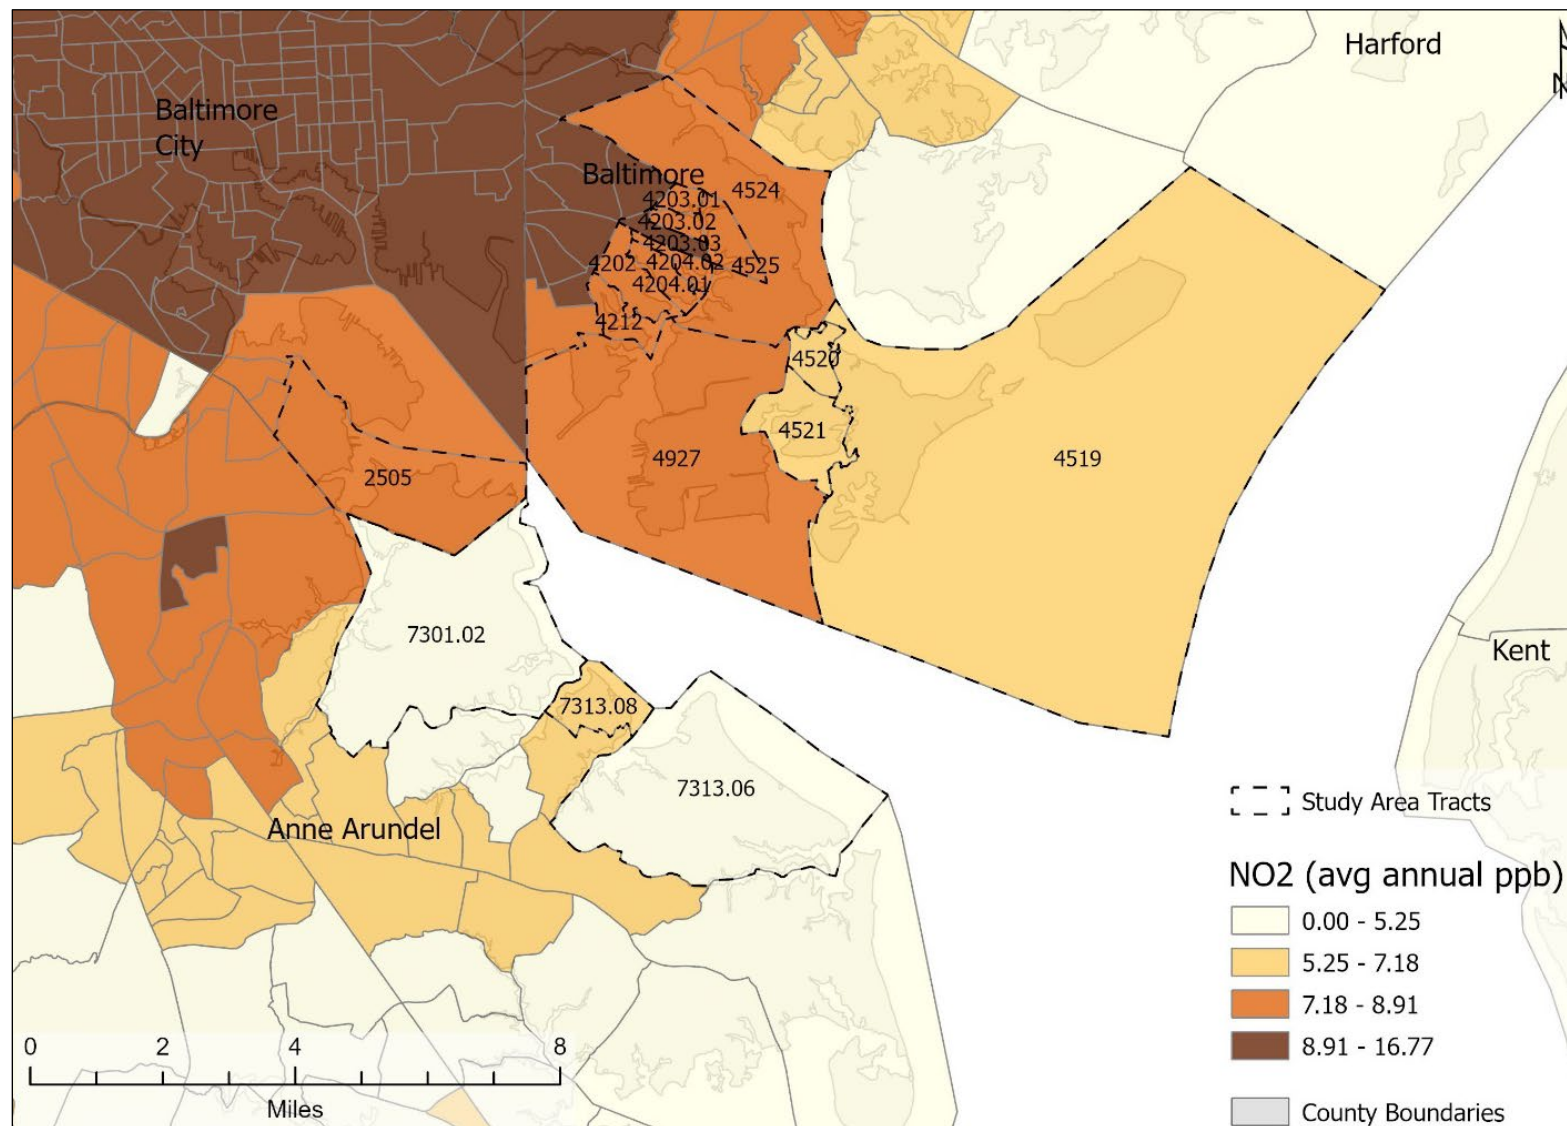 Harford
N
Baltimore
City
Baltimore
4524
4203.01
4203.02
4203.03
4202
4204.02
4525
4204.01
4212
4520
4521
4927
4519
2505
7301.02
Kent
7313.08
7313.06
Anne Arundel
Study Area Tracts
NO2 (avg annual ppb)
0.00 - 5.25
5.25 - 7.18
7.18 - 8.91
8.91 - 16.77
County Boundaries
0 2 4 8
Miles